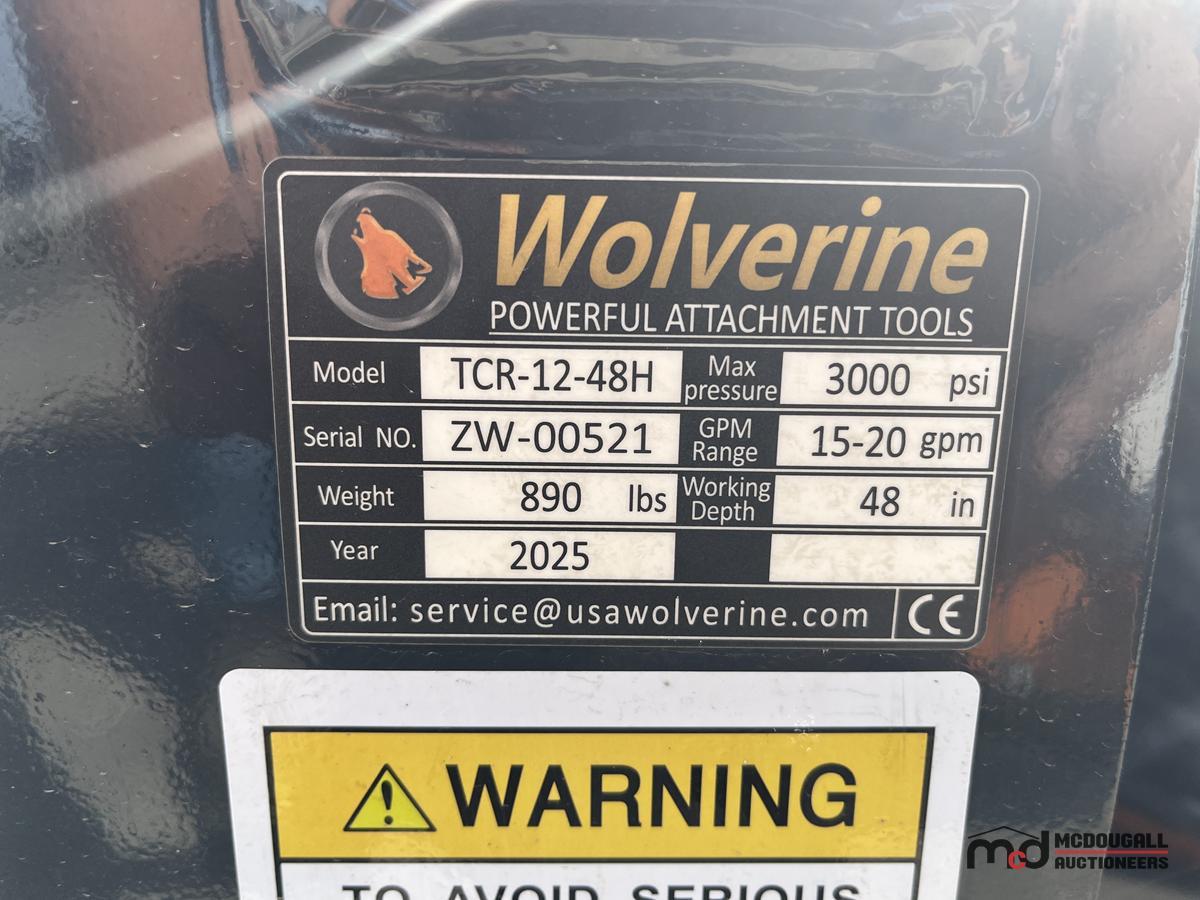 Wolverine
POWERFUL ATTACHMENT TOOLS
Model TCR-12-48H Max pressure 3000 psi
Serial NO. ZW-00521 GPM Range 15-20 gpm
Weight 890 lbs Working Depth 48 in
Year 2025
Email: service@usawolverine.com CE
WARNING
TO AVOID SERIOUS
mcd MCDOUGALL
AUCTIONEERS